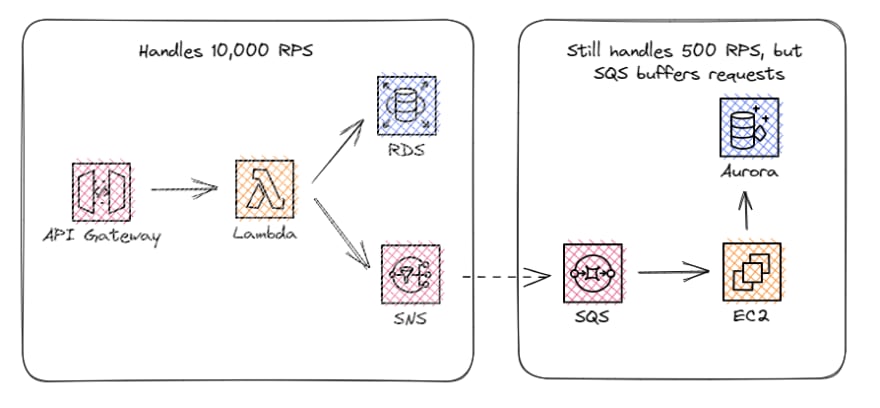 Handles 10,000 RPS
RDS
API Gateway
Lambda
SNS
Still handles 500 RPS, but
SQS buffers requests
Aurora
SQS
EC2